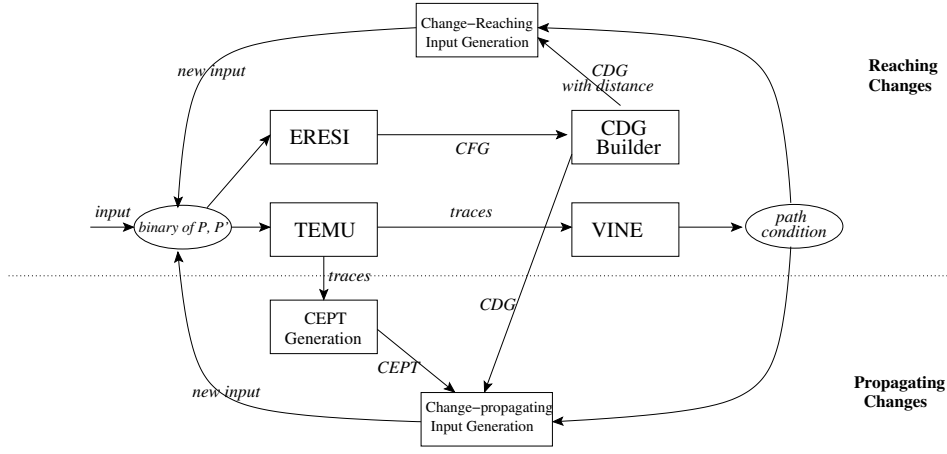 Change−Reaching
Input Generation
new input
CDG
with distance
Reaching
Changes
ERESI
CFG
CDG
Builder
input
binary of P, P'
TEMU
traces
VINE
path
condition
traces
CEPT
Generation
CDG
CEPT
new input
Change−propagating
Input Generation
Propagating
Changes